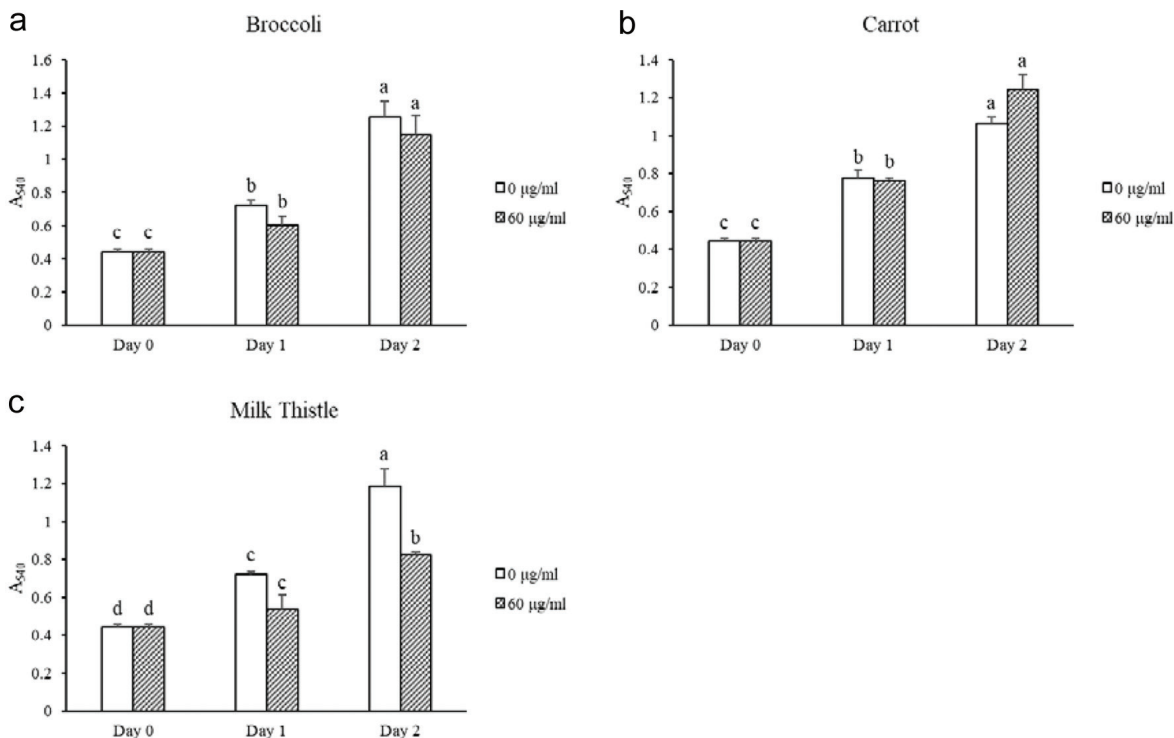 a
Broccoli
1.6
1.4
1.2
1
0.8
0.6
0.4
0.2
0
A540
c c
b b
a a
Day 0 Day 1 Day 2
0 µg/ml
60 µg/ml
b
Carrot
1.4
1.2
1
0.8
0.6
0.4
0.2
0
A540
c c
b b
a a
Day 0 Day 1 Day 2
0 µg/ml
60 µg/ml
c
Milk Thistle
1.4
1.2
1
0.8
0.6
0.4
0.2
0
A540
d d
c c
a b
Day 0 Day 1 Day 2
0 µg/ml
60 µg/ml